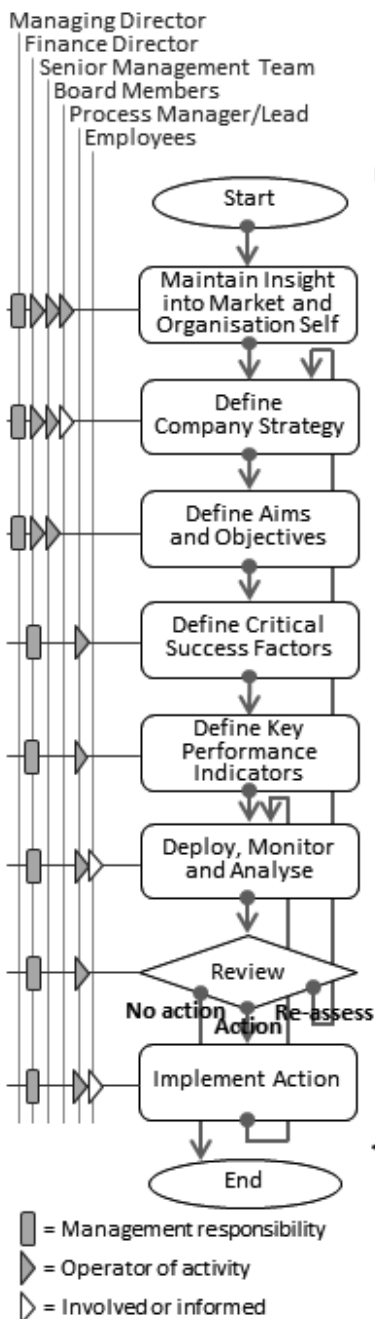 Managing Director
Finance Director
Senior Management Team
Board Members
Process Manager/Lead
Employees
Start
Maintain Insight
into Market and
Organisation Self
Define
Company Strategy
Define Aims
and Objectives
Define Critical
Success Factors
Define Key
Performance
Indicators
Deploy, Monitor
and Analyse
Review
No action
Action
Re-assess
Implement Action
End
= Management responsibility
= Operator of activity
= Involved or informed